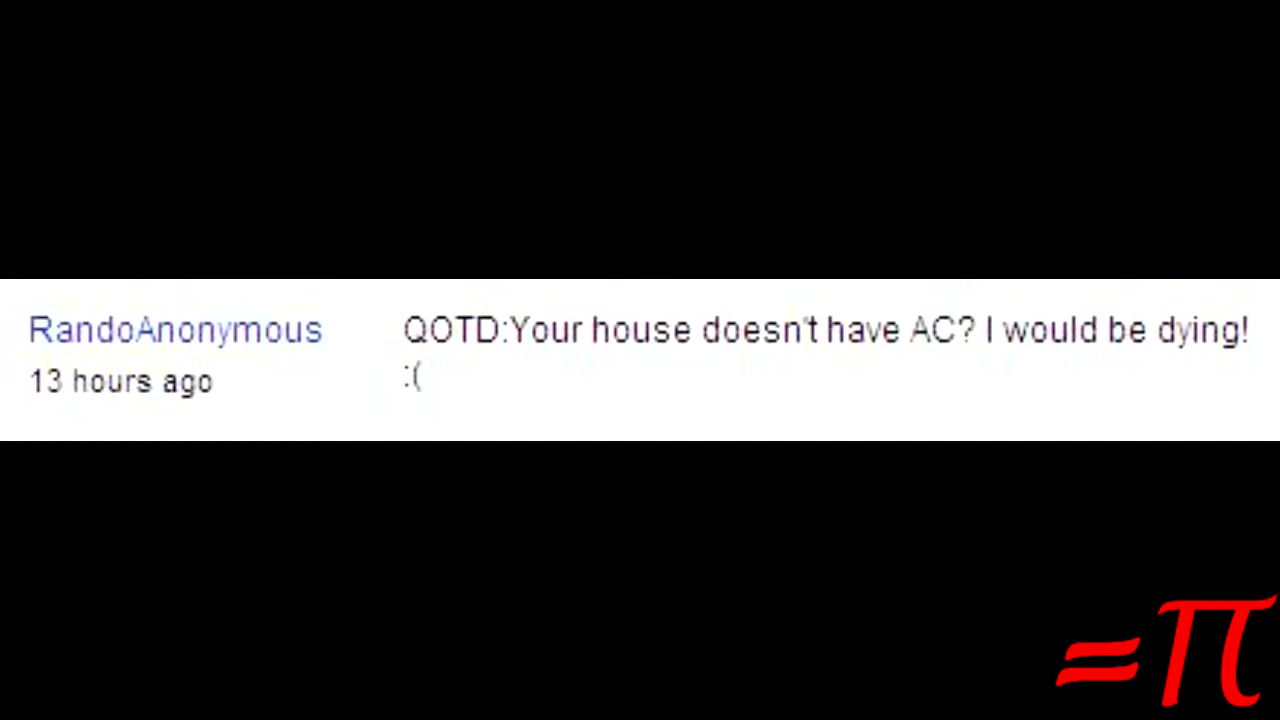 RandoAnonymous
13 hours ago
QOTD:Your house doesn't have AC? I would be dying!
:(
=π